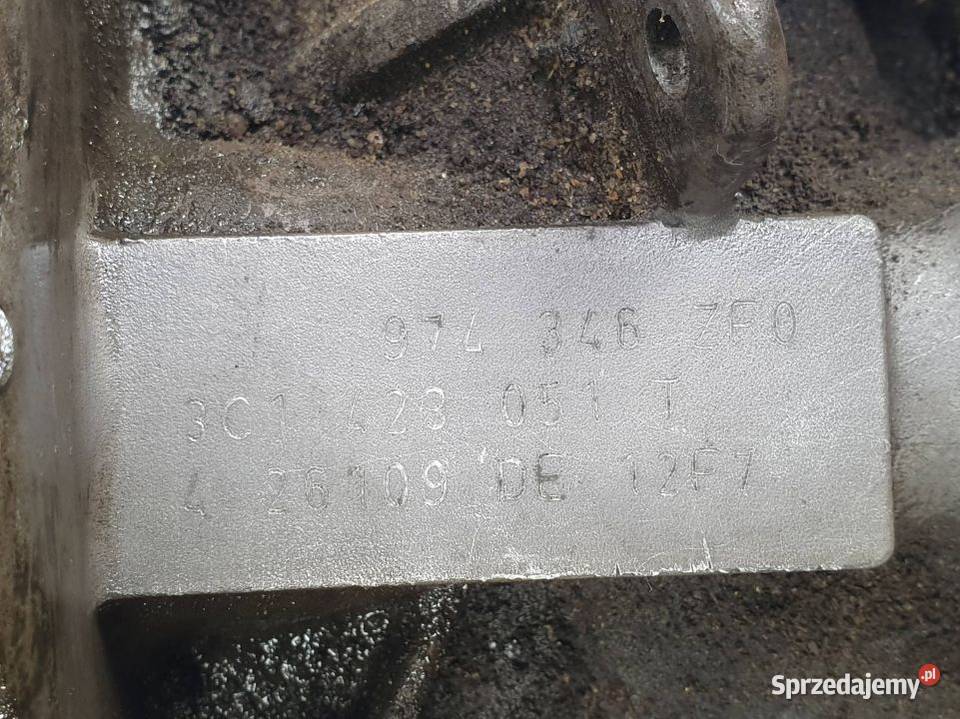 974 346 ZF0
3C1 423 051 T
4 26109 DE 12F7
Sprzedajemy.pl